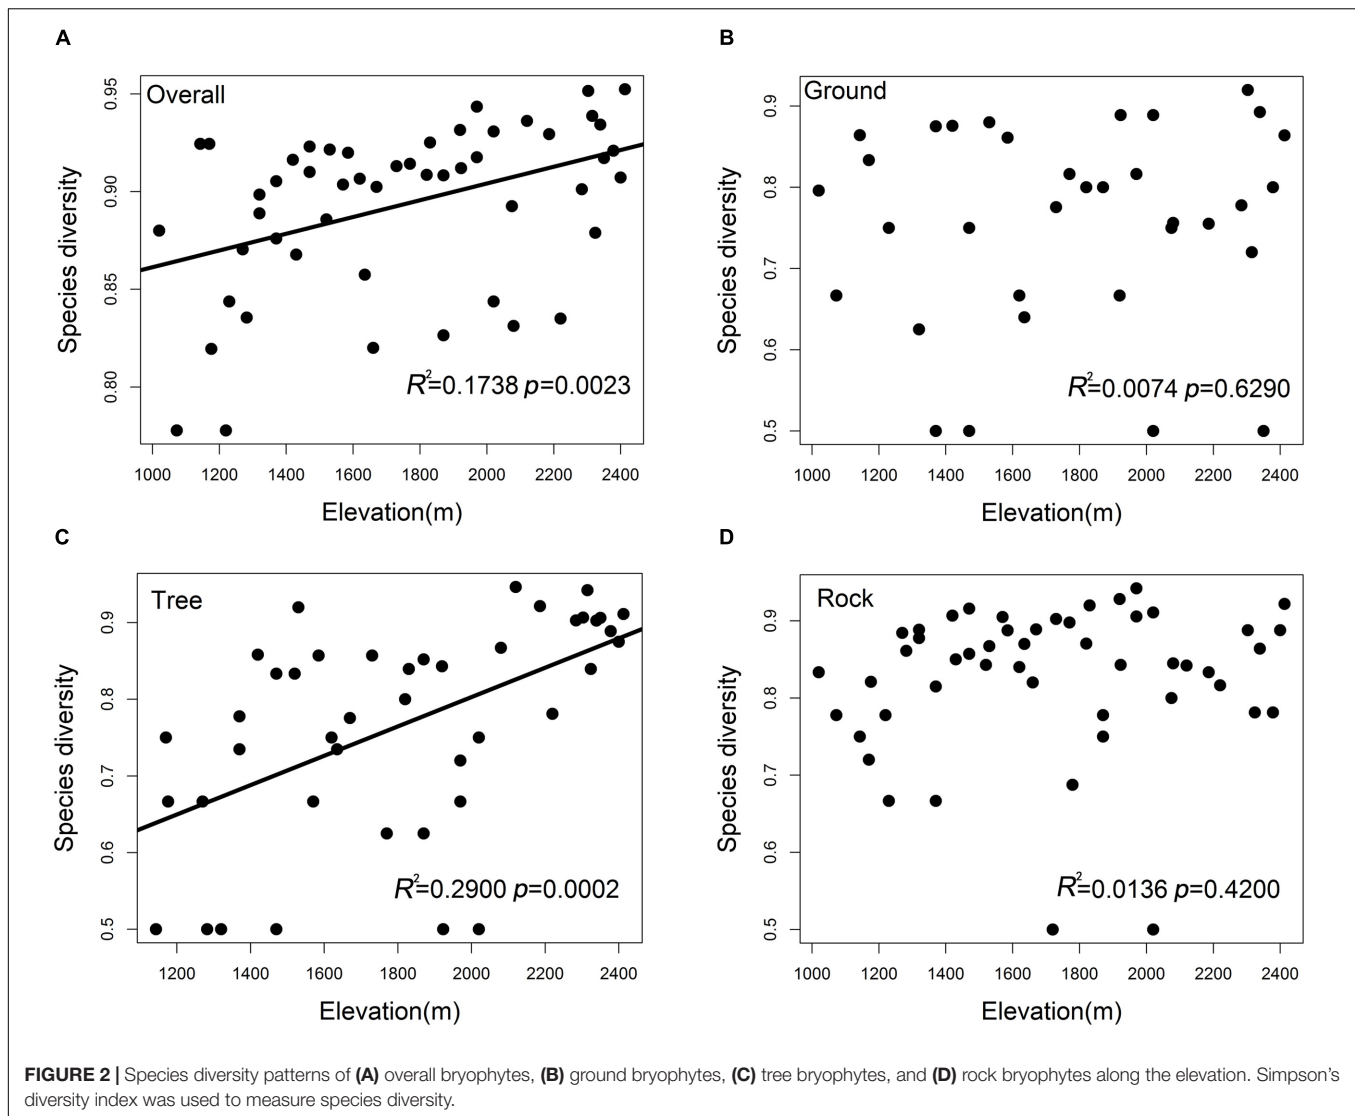 A
B
Overall
Ground
Species diversity
0.95
0.90
0.85
0.80
R²=0.1738 p=0.0023
1000 1200 1400 1600 1800 2000 2200 2400
Elevation(m)
Species diversity
0.9
0.8
0.7
0.6
0.5
R²=0.0074 p=0.6290
1000 1200 1400 1600 1800 2000 2200 2400
Elevation(m)
C
D
Tree
Rock
Species diversity
0.9
0.8
0.7
0.6
0.5
R²=0.2900 p=0.0002
1200 1400 1600 1800 2000 2200 2400
Elevation(m)
Species diversity
0.9
0.8
0.7
0.6
0.5
R²=0.0136 p=0.4200
1000 1200 1400 1600 1800 2000 2200 2400
Elevation(m)
FIGURE 2 | Species diversity patterns of (A) overall bryophytes, (B) ground bryophytes, (C) tree bryophytes, and (D) rock bryophytes along the elevation. Simpson's
diversity index was used to measure species diversity.